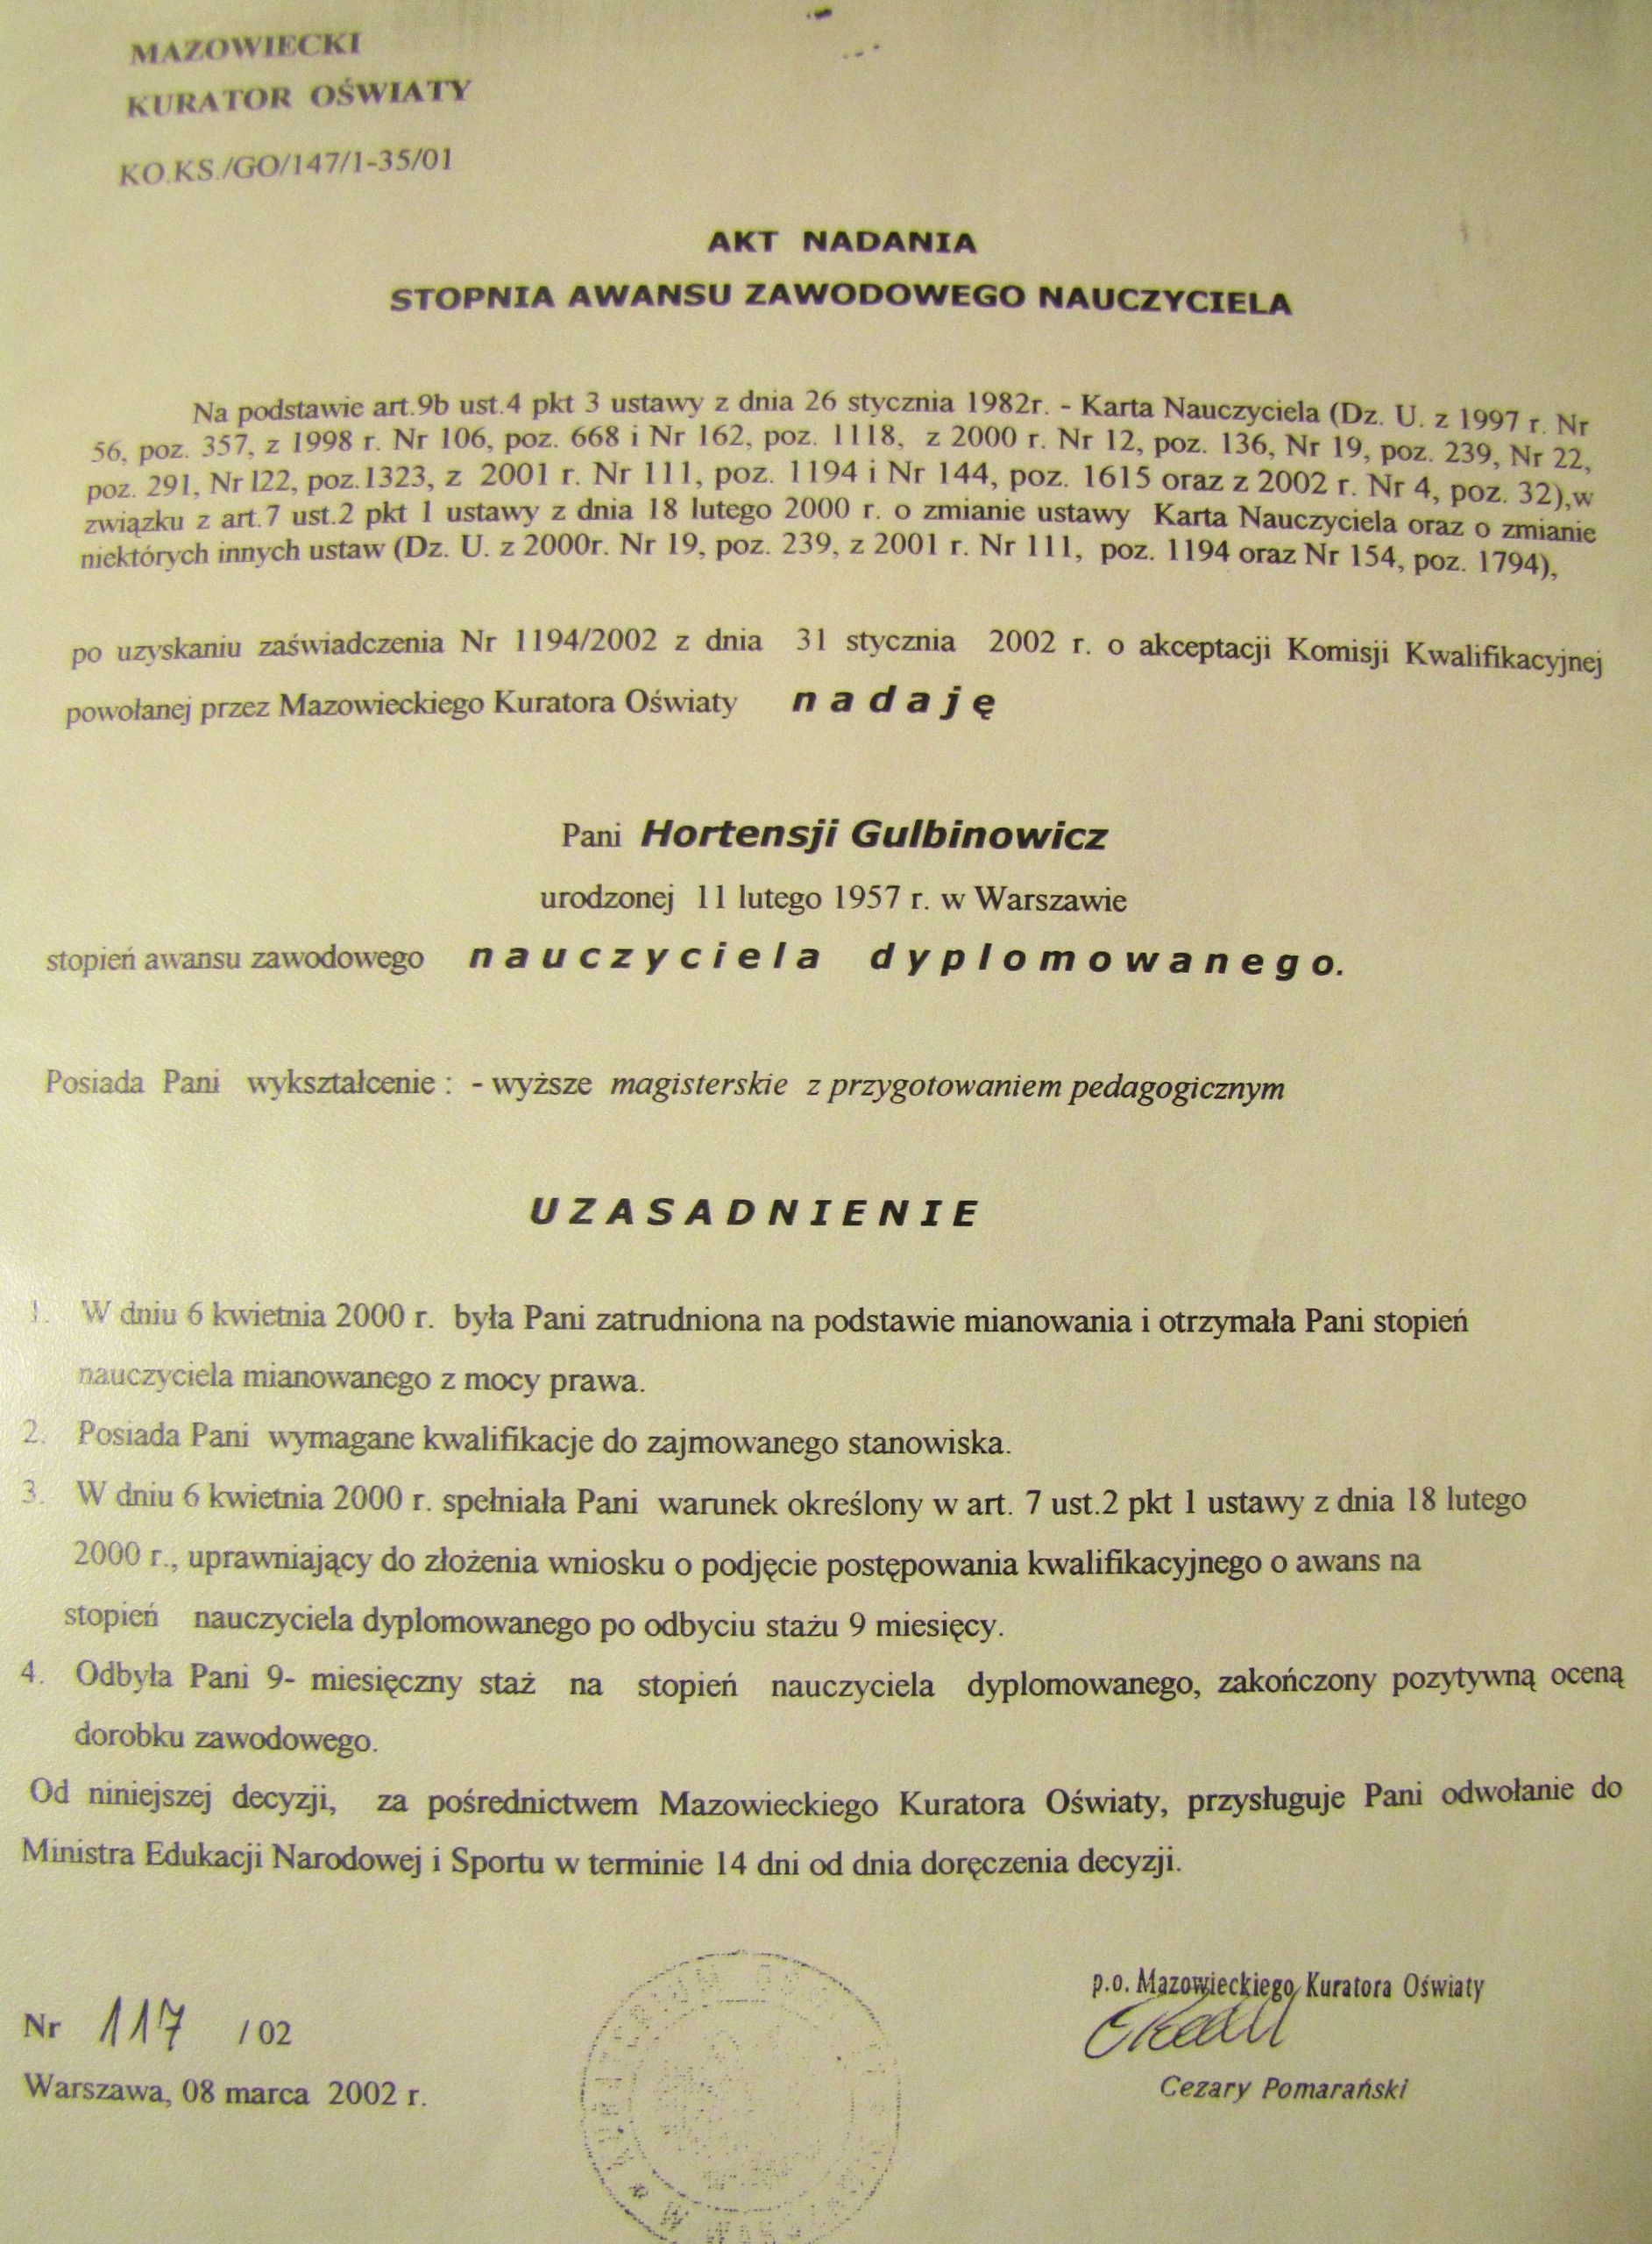 MAZOWIECKI
KURATOR OŚWIATY
KO.KS./GO/147/1-35/01
AKT NADANIA
STOPNIA AWANSU ZAWODOWEGO NAUCZYCIELA
Na podstawie art.9b ust.4 pkt 3 ustawy z dnia 26 stycznia 1982r. - Karta Nauczyciela (Dz. U. z 1997 r. Nr
56, poz. 357, z 1998 r. Nr 106, poz. 668 i Nr 162, poz. 1118, z 2000 r. Nr 12, poz. 136, Nr 19, poz. 239, Nr 22,
poz. 291, Nr 122, poz.1323, z 2001 r. Nr 111, poz. 1194 i Nr 144, poz. 1615 oraz z 2002 r. Nr 4, poz. 32),w
związku z art.7 ust.2 pkt 1 ustawy z dnia 18 lutego 2000 r. o zmianie ustawy Karta Nauczyciela oraz o zmianie
niektórych innych ustaw (Dz. U. z 2000r. Nr 19, poz. 239, z 2001 r. Nr 111, poz. 1194 oraz Nr 154, poz. 1794),
po uzyskaniu zaświadczenia Nr 1194/2002 z dnia 31 stycznia 2002 r. o akceptacji Komisji Kwalifikacyjnej
powołanej przez Mazowieckiego Kuratora Oświaty n a d a j ę
Pani Hortensji Gulbinowicz
urodzonej 11 lutego 1957 r. w Warszawie
stopień awansu zawodowego n a u c z y c i e l a d y p l o m o w a n e g o.
Posiada Pani wykształcenie : - wyższe magisterskie z przygotowaniem pedagogicznym
U Z A S A D N I E N I E
1. W dniu 6 kwietnia 2000 r. była Pani zatrudniona na podstawie mianowania i otrzymała Pani stopień
nauczyciela mianowanego z mocy prawa.
2. Posiada Pani wymagane kwalifikacje do zajmowanego stanowiska.
3. W dniu 6 kwietnia 2000 r. spełniała Pani warunek określony w art. 7 ust.2 pkt 1 ustawy z dnia 18 lutego
2000 r., uprawniający do złożenia wniosku o podjęcie postępowania kwalifikacyjnego o awans na
stopień nauczyciela dyplomowanego po odbyciu stażu 9 miesięcy.
4. Odbyła Pani 9- miesięczny staż na stopień nauczyciela dyplomowanego, zakończony pozytywną oceną
dorobku zawodowego.
Od niniejszej decyzji, za pośrednictwem Mazowieckiego Kuratora Oświaty, przysługuje Pani odwołanie do
Ministra Edukacji Narodowej i Sportu w terminie 14 dni od dnia doręczenia decyzji.
p.o. Mazowieckiego Kuratora Oświaty
Nr 117 / 02
Cezary Pomarański
Warszawa, 08 marca 2002 r.